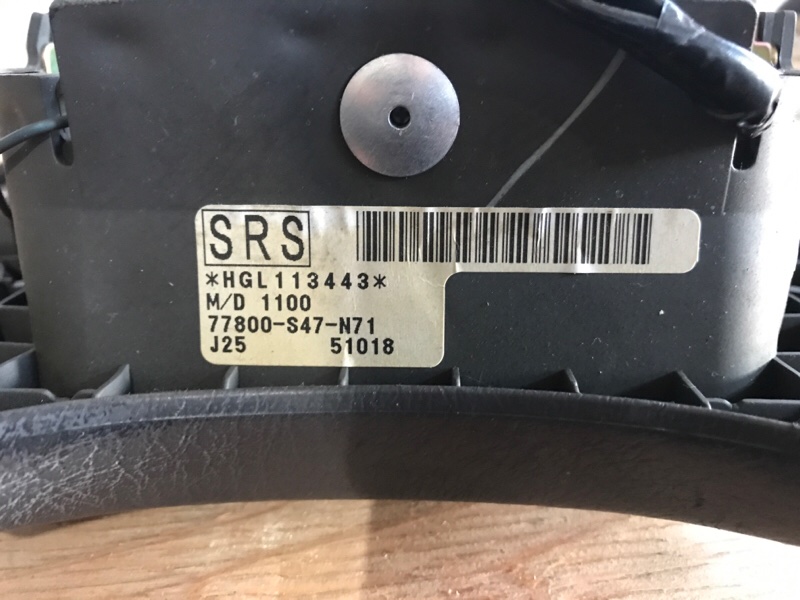 SRS
*HGL113443*
M/D 1100
77800-S47-N71
J25 51018